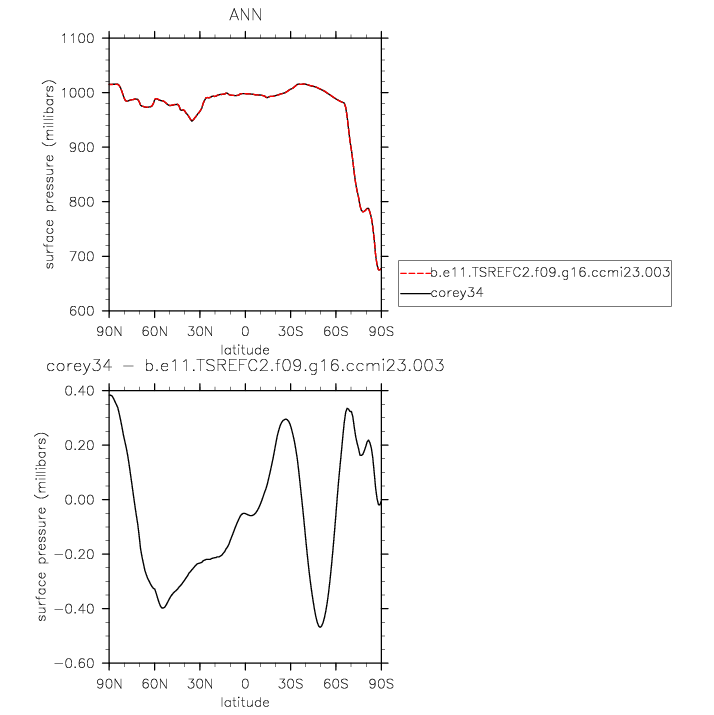 ANN
1100
1000
900
800
700
600
surface pressure (millibars)
90N 60N 30N 0 30S 60S 90S
latitude
b.e11.TSREFC2.f09.g16.ccmi23.003
corey34
corey34 − b.e11.TSREFC2.f09.g16.ccmi23.003
0.40
0.20
0.00
−0.20
−0.40
−0.60
surface pressure (millibars)
90N 60N 30N 0 30S 60S 90S
latitude